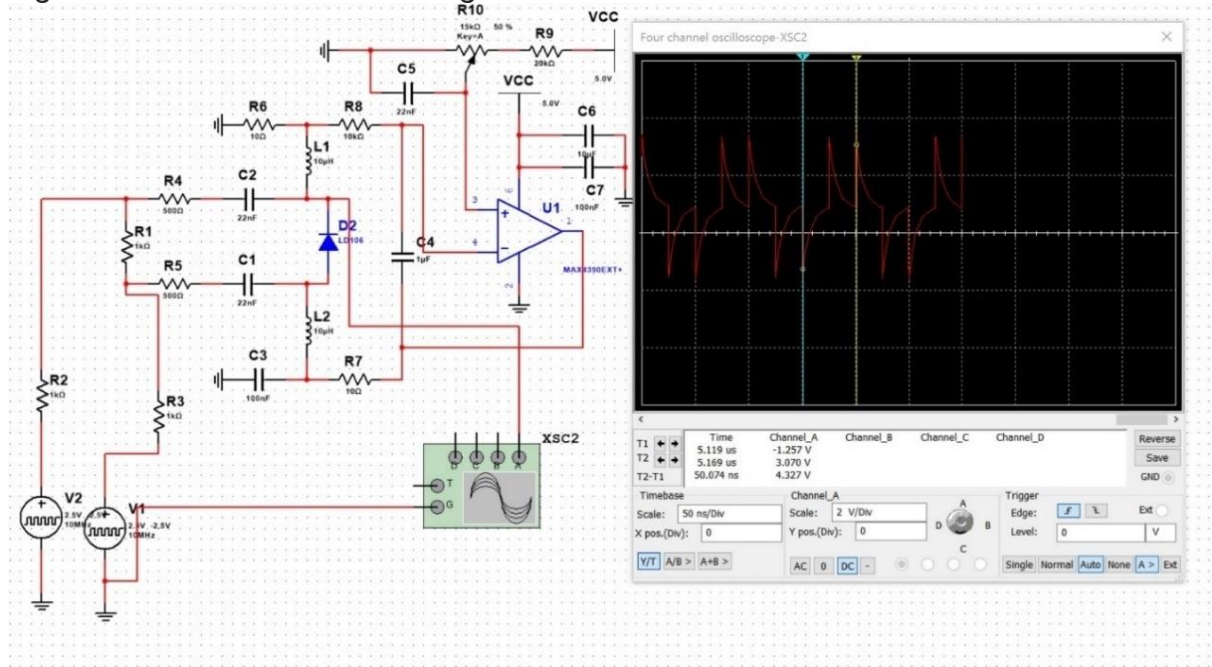 R10
15kΩ 50 %
Key=A
R9
20kΩ
VCC
5.0V
C5
22nF
VCC
5.0V
R6
10Ω
R8
10kΩ
C6
10µF
C7
100nF
L1
10µH
R4
500Ω
C2
22nF
3
6
U1
1
4
2
MAX4390EXT+
D2
LD106
C4
1µF
R1
1kΩ
R5
500Ω
C1
22nF
L2
10µH
C3
100nF
R7
10Ω
R2
1kΩ
R3
1kΩ
XSC2
D C B A
T
G
V2
2.5V
10MHz
V1
-2.5V
10MHz
Four channel oscilloscope-XSC2
Time Channel_A Channel_B Channel_C Channel_D
T1 5.119 us -1.257 V
T2 5.169 us 3.070 V
T2-T1 50.074 ns 4.327 V
Reverse
Save
GND
Timebase
Scale: 50 ns/Div
X pos.(Div): 0
Y/T A/B > A+B >
Channel_A
Scale: 2 V/Div
Y pos.(Div): 0
AC 0 DC -
A
D B
C
Trigger
Edge: Ext
Level: 0 V
Single Normal Auto None A > Ext